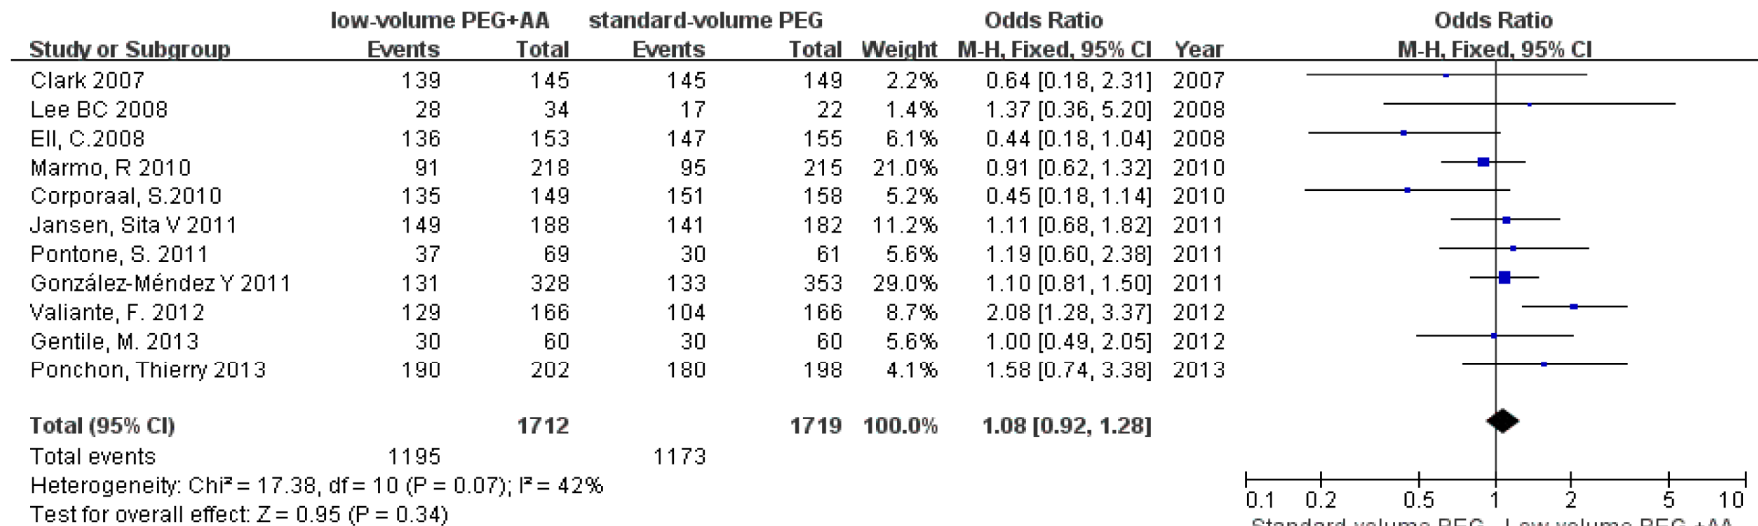 low-volume PEG+AA standard-volume PEG Odds Ratio Odds Ratio
Study or Subgroup Events Total Events Total Weight M-H, Fixed, 95% CI Year M-H, Fixed, 95% CI
Clark 2007 139 145 145 149 2.2% 0.64 [0.18, 2.31] 2007
Lee BC 2008 28 34 17 22 1.4% 1.37 [0.36, 5.20] 2008
Ell, C.2008 136 153 147 155 6.1% 0.44 [0.18, 1.04] 2008
Marmo, R 2010 91 218 95 215 21.0% 0.91 [0.62, 1.32] 2010
Corporaal, S.2010 135 149 151 158 5.2% 0.45 [0.18, 1.14] 2010
Jansen, Sita V 2011 149 188 141 182 11.2% 1.11 [0.68, 1.82] 2011
Pontone, S. 2011 37 69 30 61 5.6% 1.19 [0.60, 2.38] 2011
González-Méndez Y 2011 131 328 133 353 29.0% 1.10 [0.81, 1.50] 2011
Valiante, F. 2012 129 166 104 166 8.7% 2.08 [1.28, 3.37] 2012
Gentile, M. 2013 30 60 30 60 5.6% 1.00 [0.49, 2.05] 2012
Ponchon, Thierry 2013 190 202 180 198 4.1% 1.58 [0.74, 3.38] 2013
Total (95% CI) 1712 1719 100.0% 1.08 [0.92, 1.28]
Total events 1195 1173
Heterogeneity: Chi² = 17.38, df = 10 (P = 0.07); I² = 42%
Test for overall effect: Z = 0.95 (P = 0.34)
0.1 0.2 0.5 1 2 5 10
Standard-volume PEG Low-volume PEG +AA